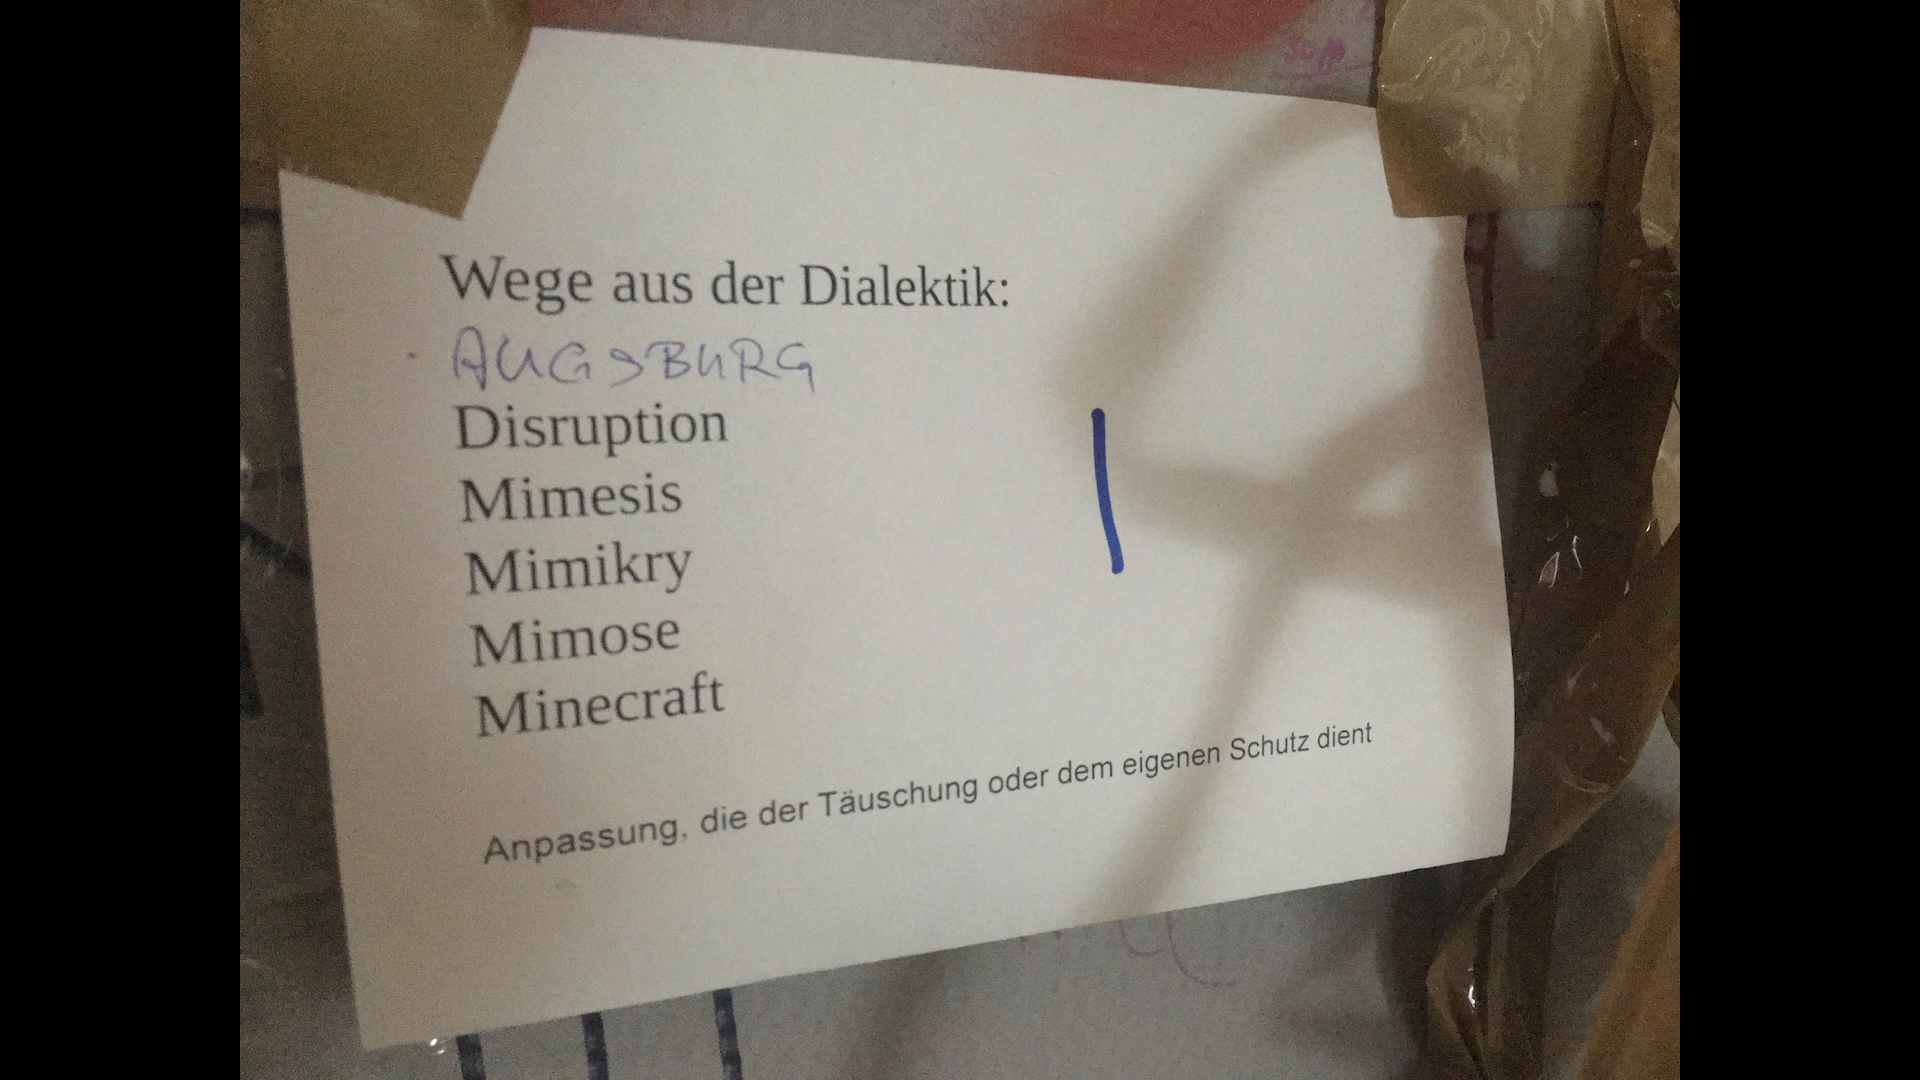 Wege aus der Dialektik:
· AUGSBURG
Disruption
Mimesis
Mimikry
Mimose
Minecraft
Anpassung, die der Täuschung oder dem eigenen Schutz dient